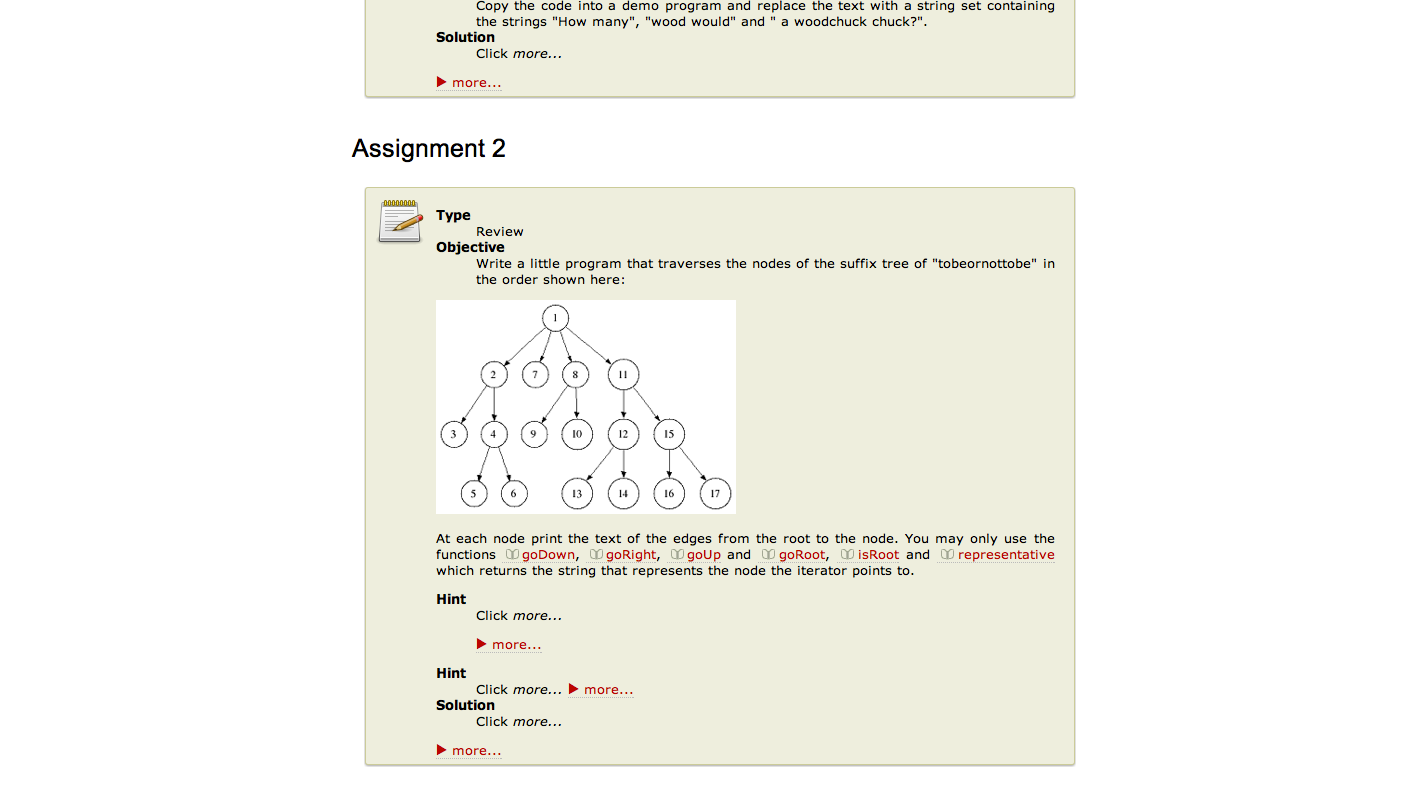 Copy the code into a demo program and replace the text with a string set containing
the strings "How many", "wood would" and " a woodchuck chuck?".
Solution
Click more...
more...
Assignment 2
Type
Review
Objective
Write a little program that traverses the nodes of the suffix tree of "tobeornottobe" in
the order shown here:
1
2 7 8 11
3 4 9 10 12 15
5 6 13 14 16 17
At each node print the text of the edges from the root to the node. You may only use the
functions goDown, goRight, goUp and goRoot, isRoot and representative
which returns the string that represents the node the iterator points to.
Hint
Click more...
more...
Hint
Click more... more...
Solution
Click more...
more...